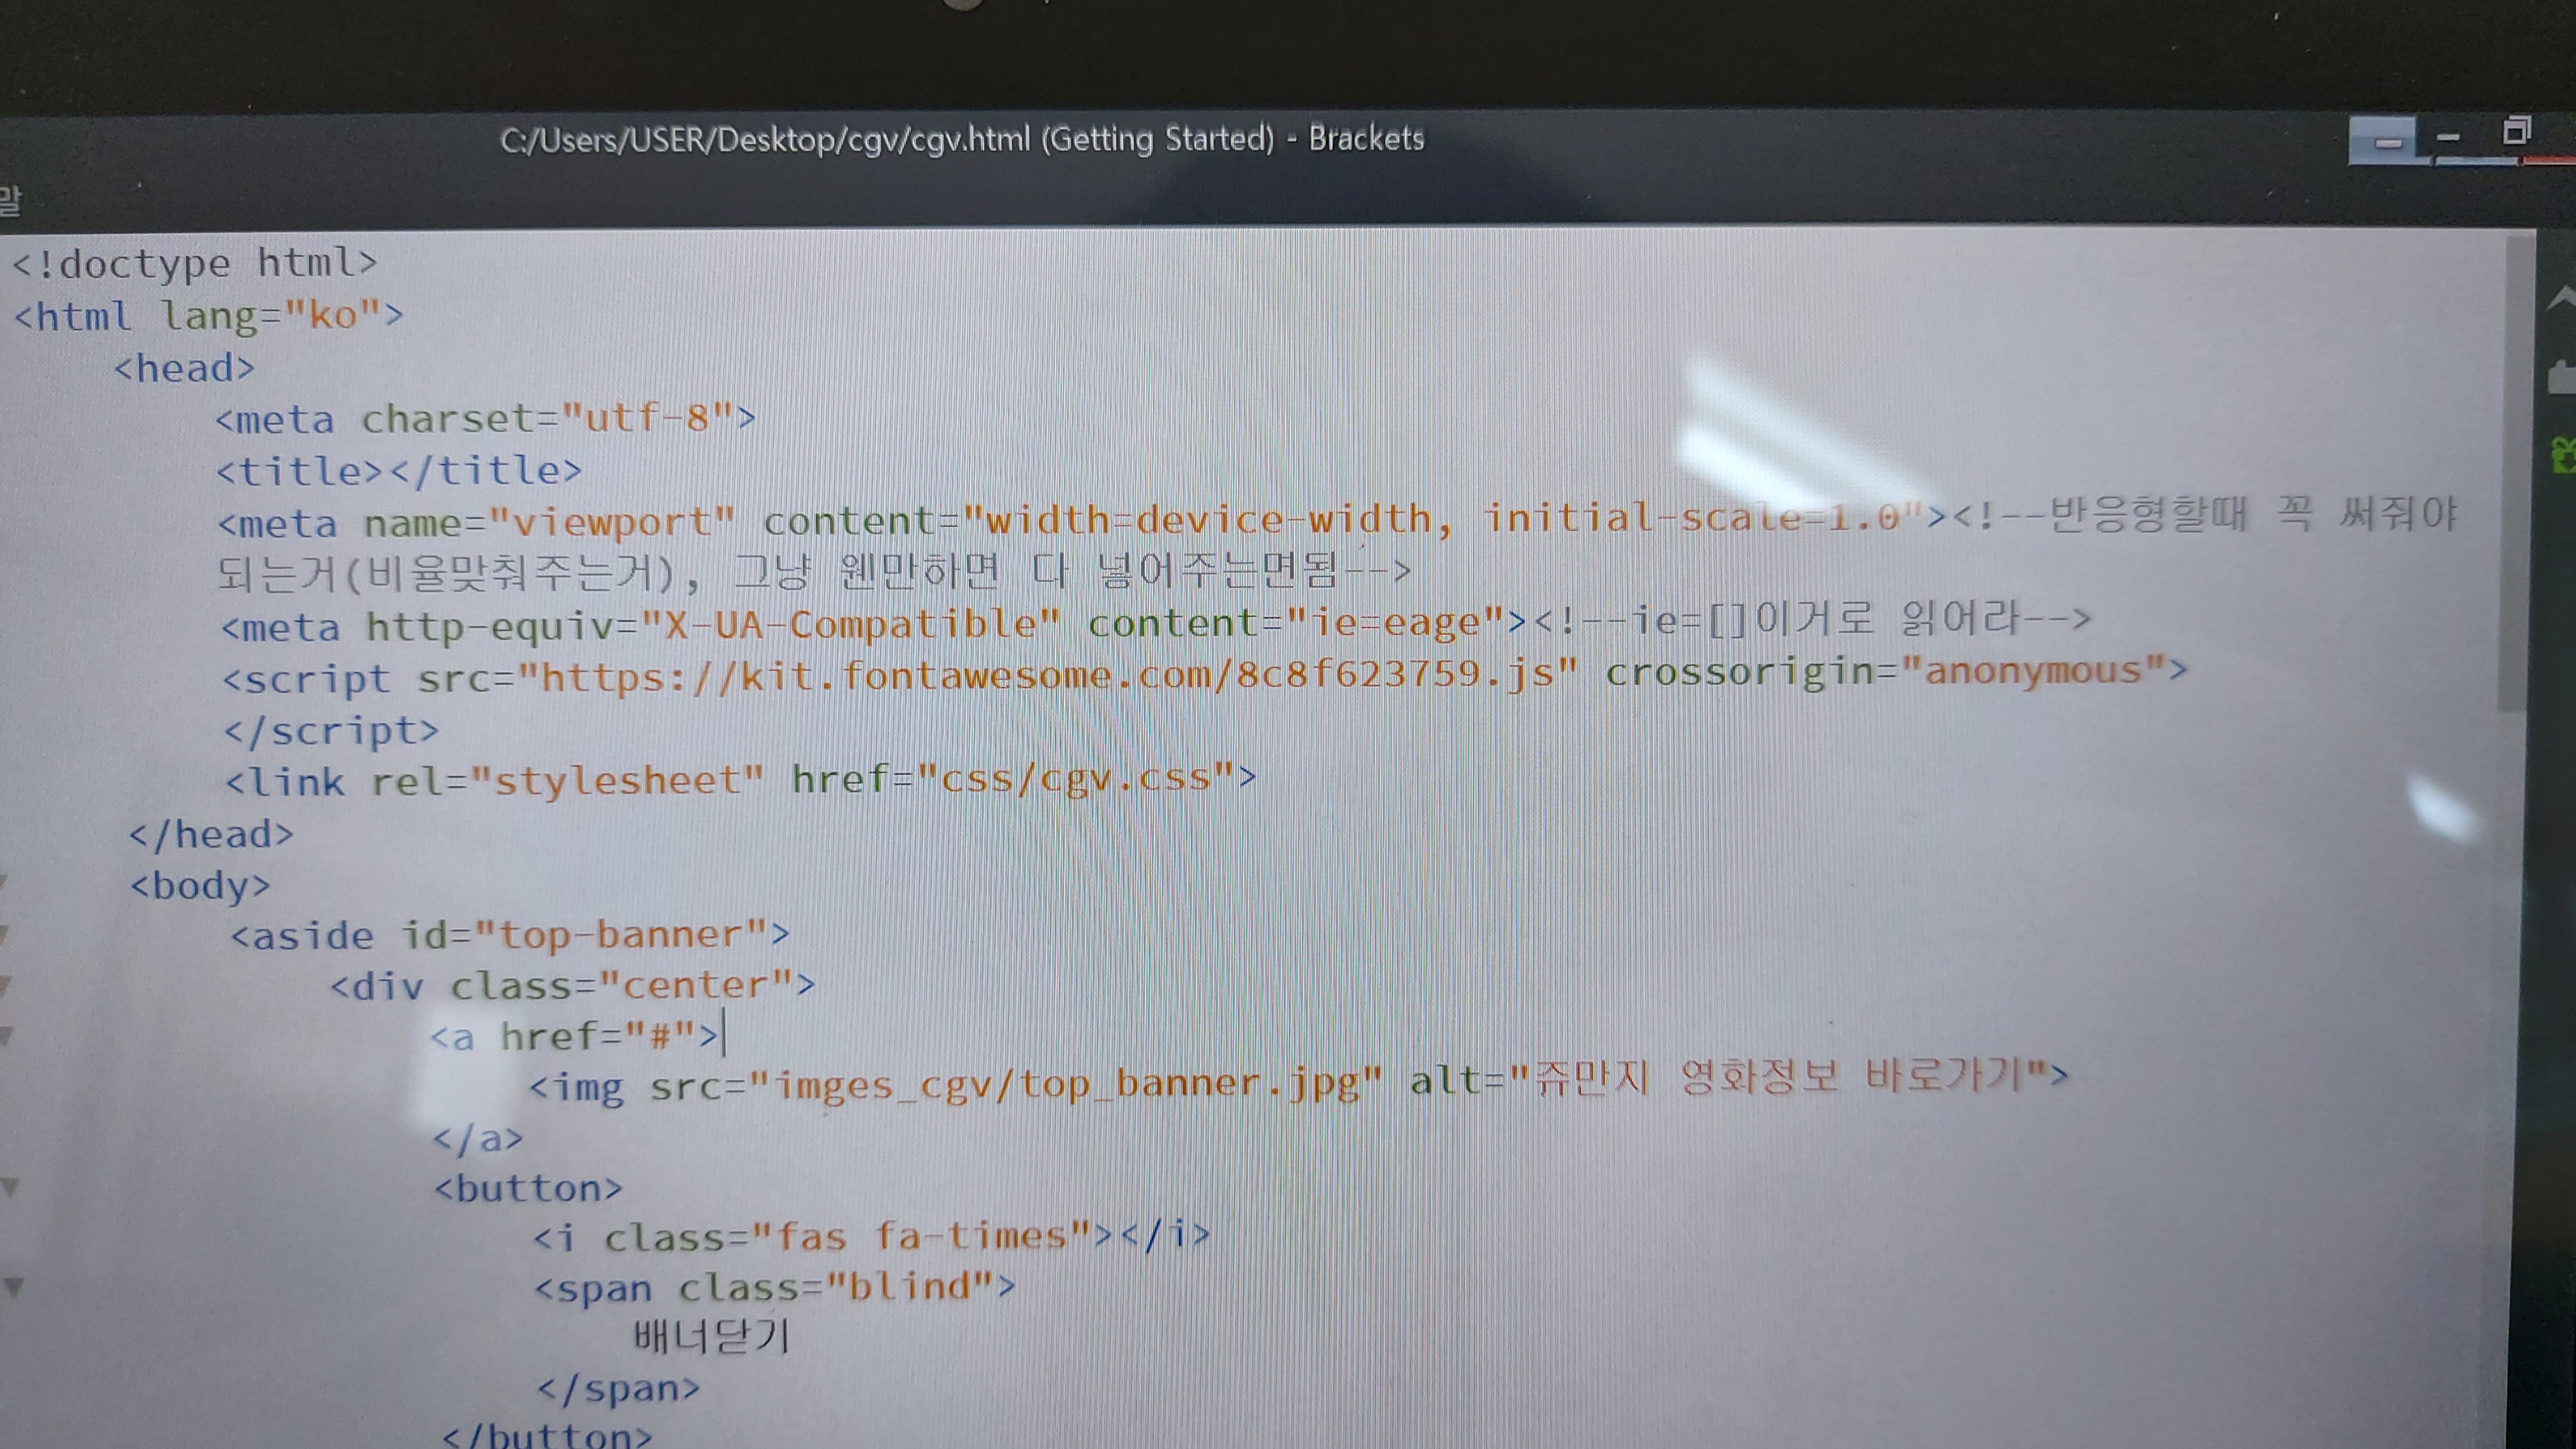 C:/Users/USER/Desktop/cgv/cgv.html (Getting Started) - Brackets
말
<!doctype html>
<html lang="ko">
<head>
<meta charset="utf-8">
<title></title>
<meta name="viewport" content="width=device-width, initial-scale=1.0"><!--반응형할때 꼭 써줘야
되는거(비율맞춰주는거), 그냥 웬만하면 다 넣어주는면됨-->
<meta http-equiv="X-UA-Compatible" content="ie=eage"><!--ie=[]이거로 읽어라-->
<script src="https://kit.fontawesome.com/8c8f623759.js" crossorigin="anonymous">
</script>
<link rel="stylesheet" href="css/cgv.css">
</head>
<body>
<aside id="top-banner">
<div class="center">
<a href="#">
<img src="imges_cgv/top_banner.jpg" alt="쥬만지 영화정보 바로가기">
</a>
<button>
<i class="fas fa-times"></i>
<span class="blind">
배너닫기
</span>
</button>